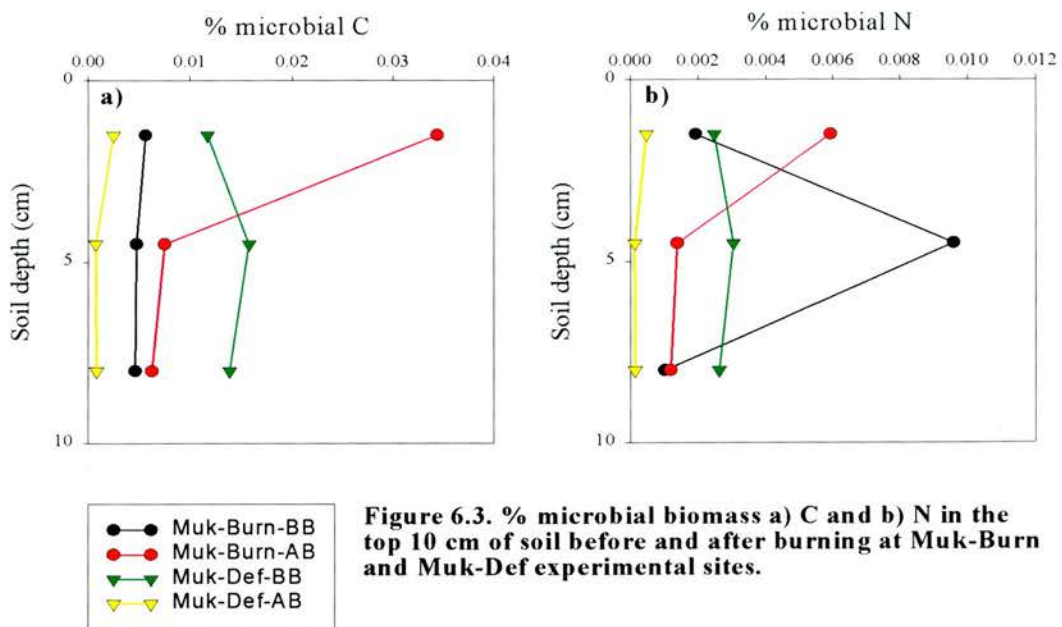 % microbial C
0.00 0.01 0.02 0.03 0.04
0
a)
Soil depth (cm)
5
10
% microbial N
0.000 0.002 0.004 0.006 0.008 0.010 0.012
0
b)
Soil depth (cm)
5
10
Muk-Burn-BB
Muk-Burn-AB
Muk-Def-BB
Muk-Def-AB
Figure 6.3. % microbial biomass a) C and b) N in the
top 10 cm of soil before and after burning at Muk-Burn
and Muk-Def experimental sites.